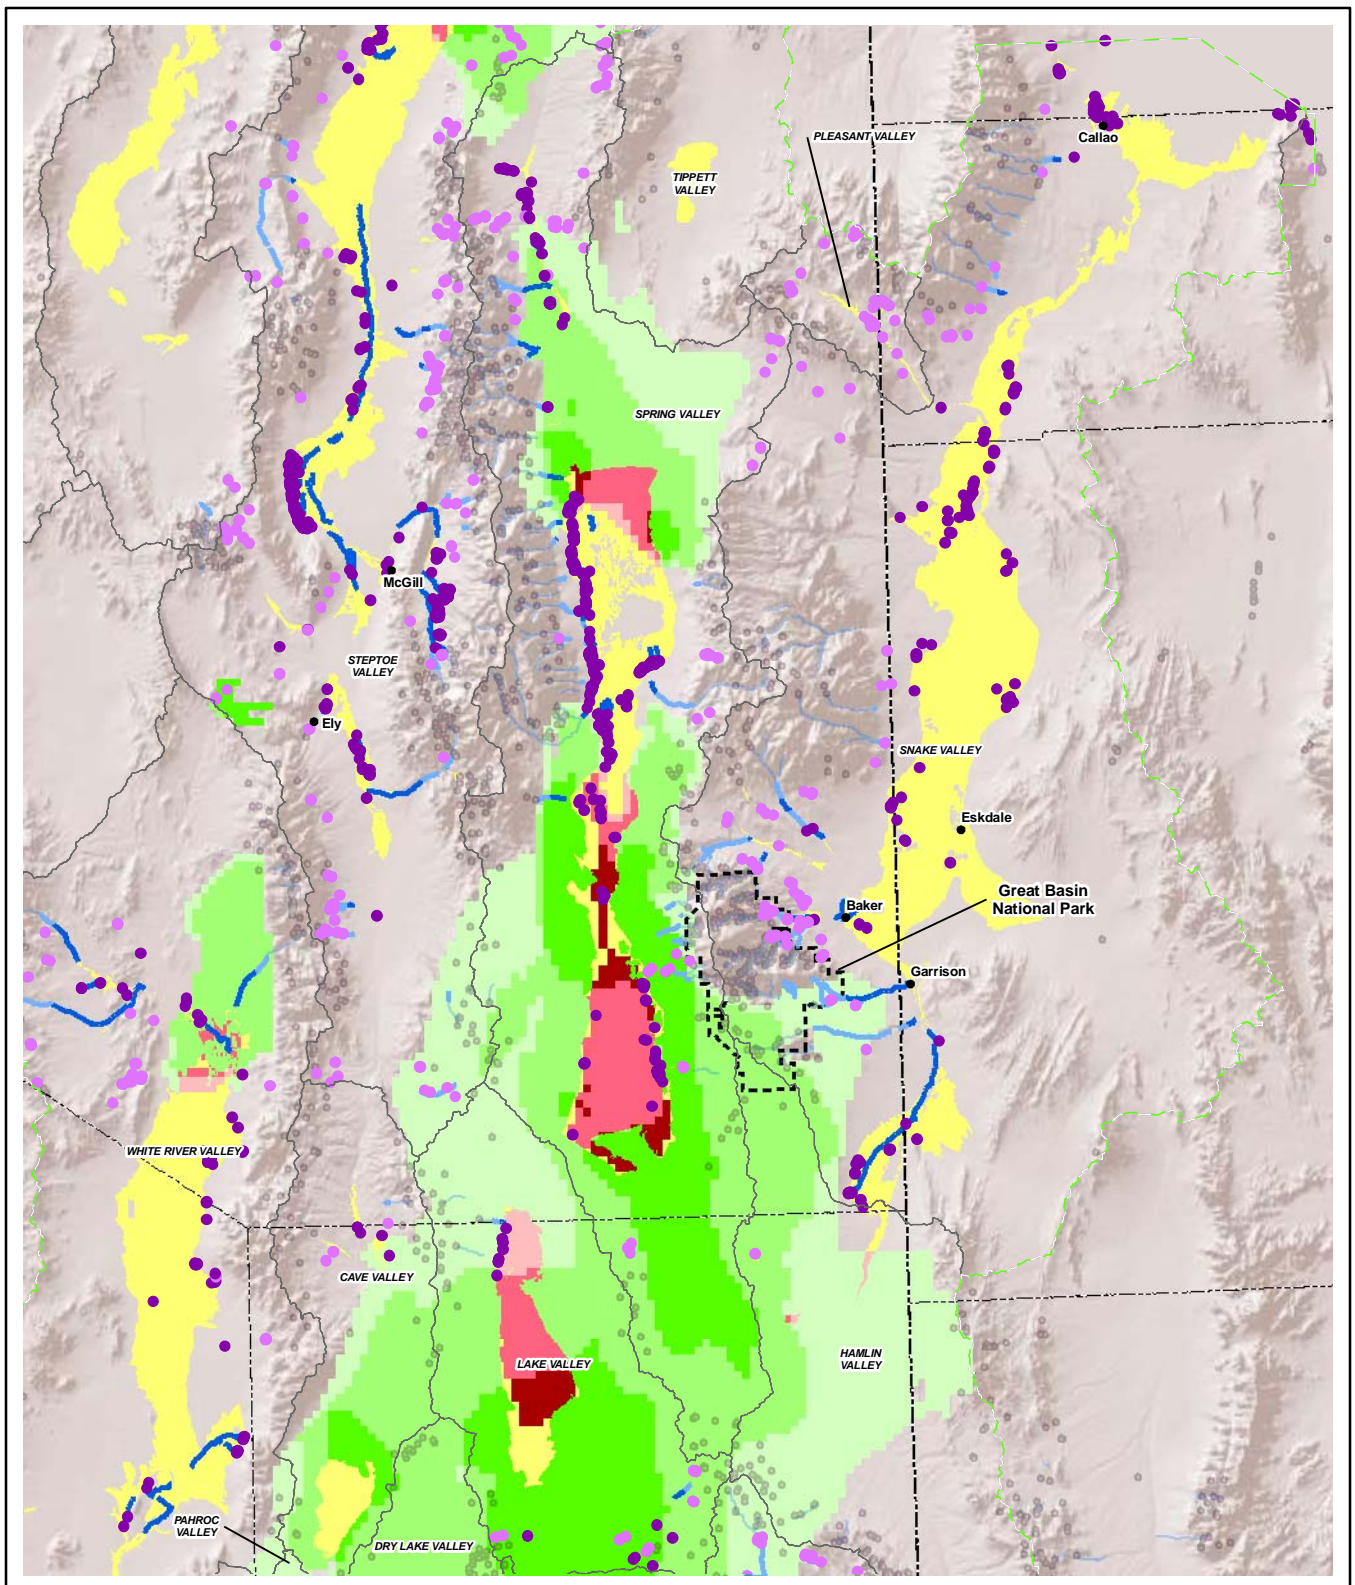 PLEASANT VALLEY
Callao
TIPPETT
VALLEY
SPRING VALLEY
McGill
STEPTOE
VALLEY
Ely
SNAKE VALLEY
Eskdale
Great Basin
National Park
Baker
Garrison
WHITE RIVER VALLEY
CAVE VALLEY
LAKE VALLEY
HAMLIN
VALLEY
PAHROC
VALLEY
DRY LAKE VALLEY